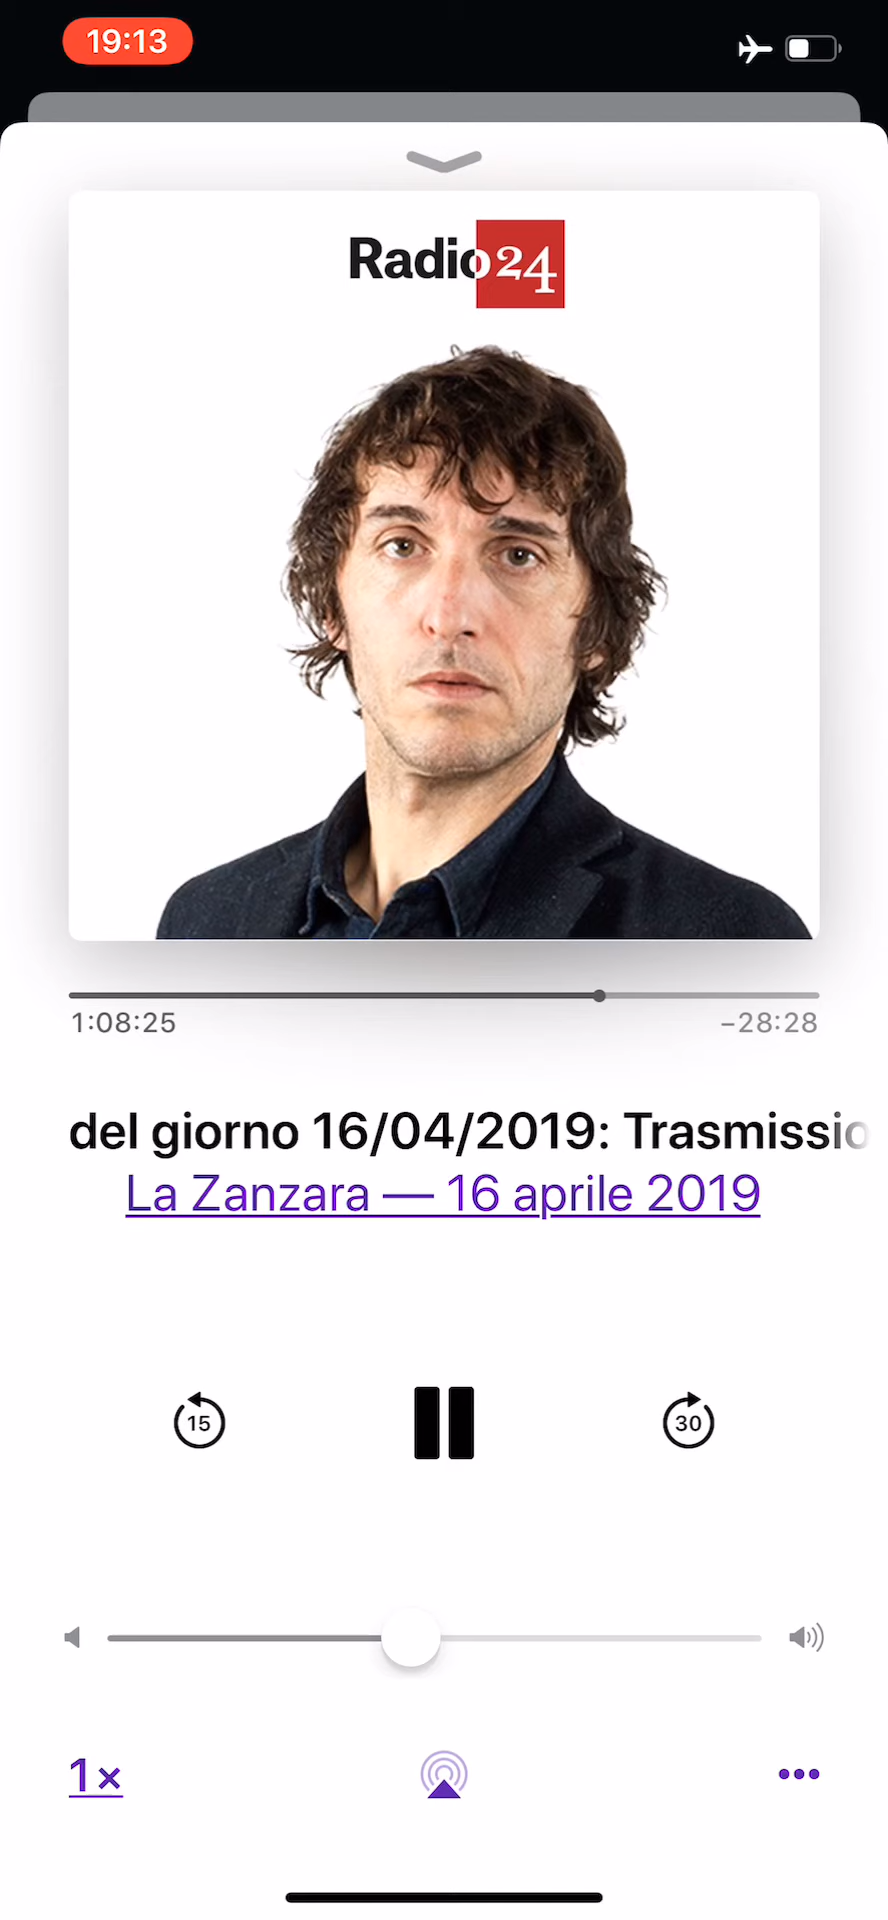 19:13
Radio24
1:08:25
–28:28
del giorno 16/04/2019: Trasmissio
La Zanzara — 16 aprile 2019
15
30
1×